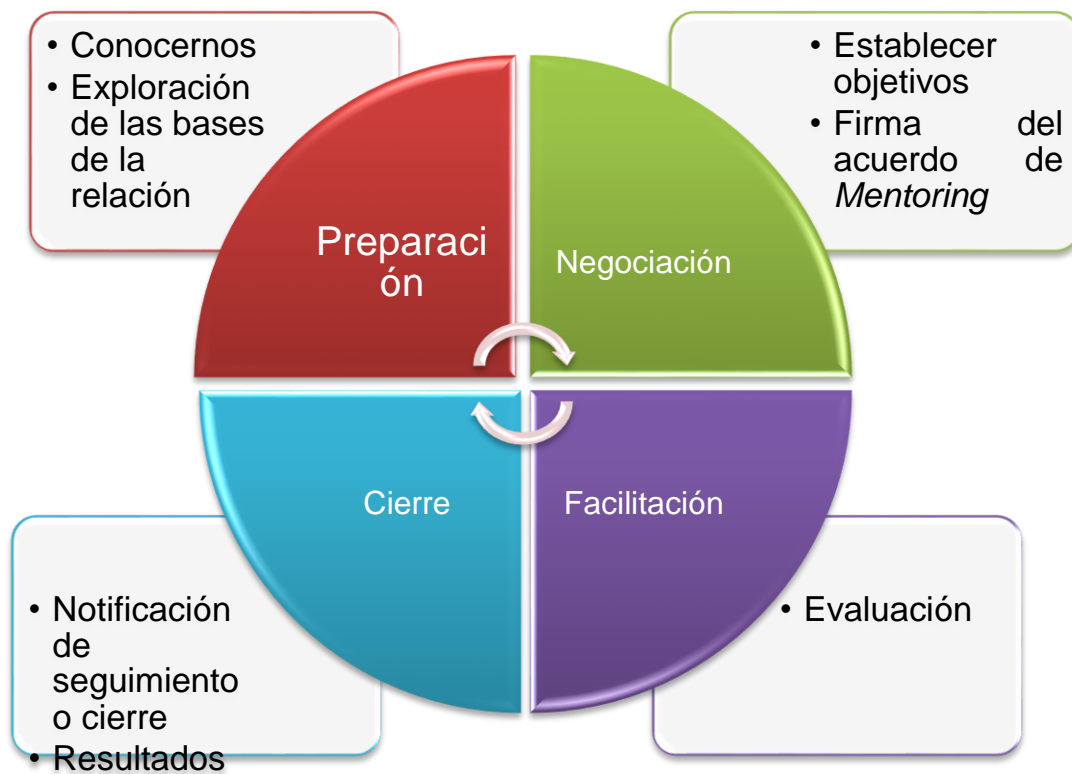 • Conocernos
• Exploración
de las bases
de la
relación
• Establecer
objetivos
• Firma del
acuerdo de
Mentoring
Preparaci
ón
Negociación
Cierre
Facilitación
• Notificación
de
seguimiento
o cierre
• Resultados
• Evaluación